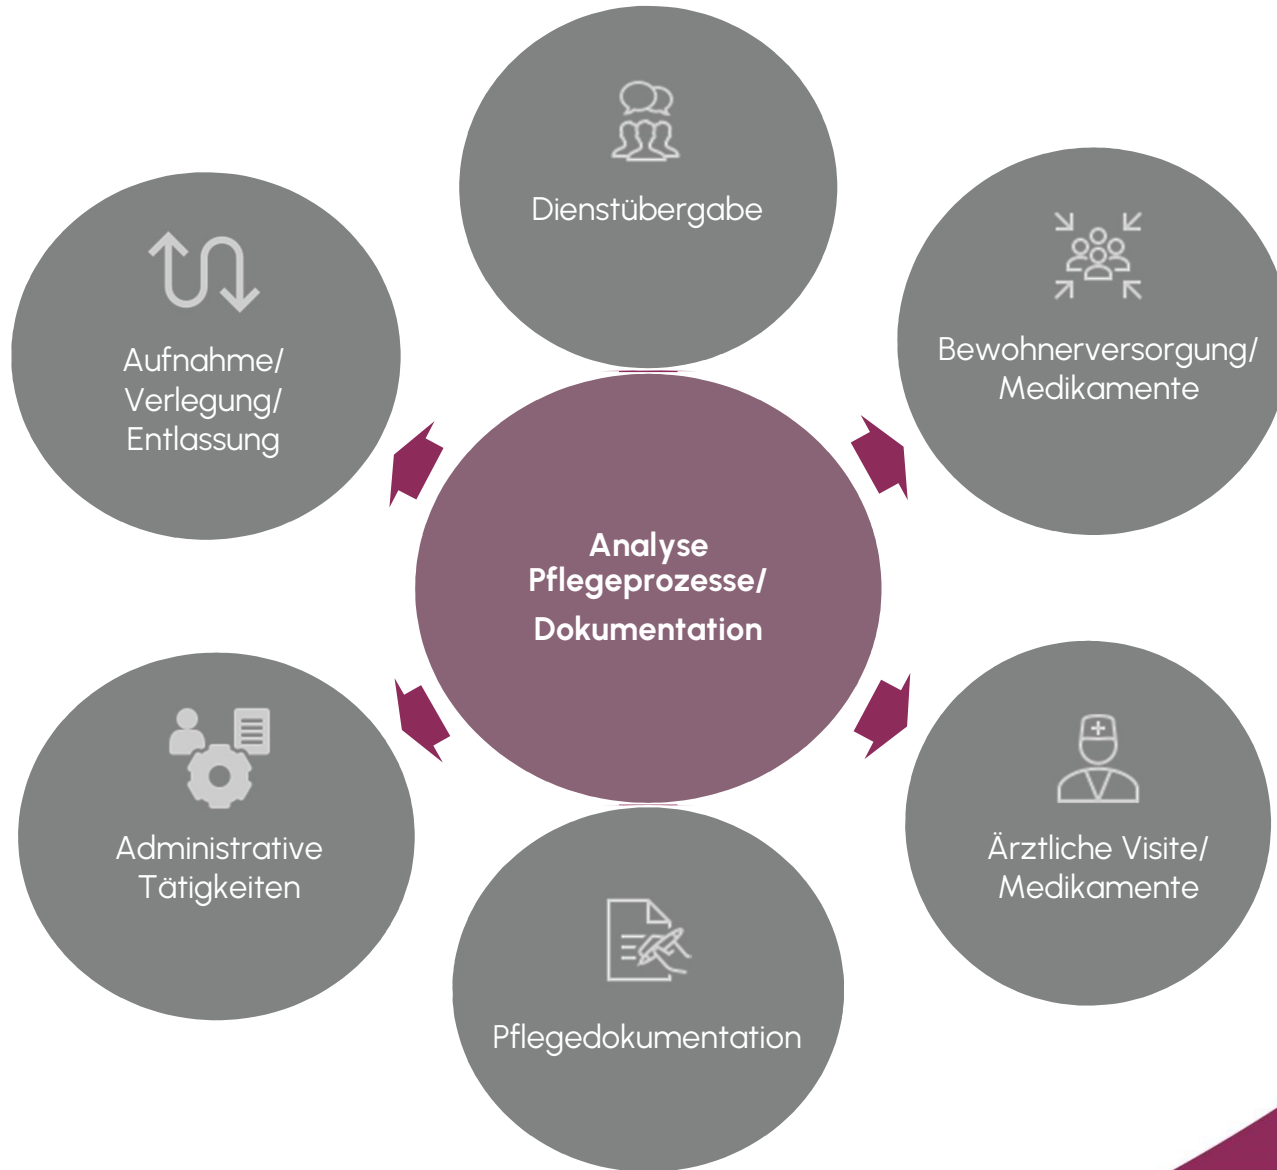 Dienstübergabe
Bewohnerversorgung/
Medikamente
Aufnahme/
Verlegung/
Entlassung
Analyse
Pflegeprozesse/
Dokumentation
Administrative
Tätigkeiten
Ärztliche Visite/
Medikamente
Pflegedokumentation